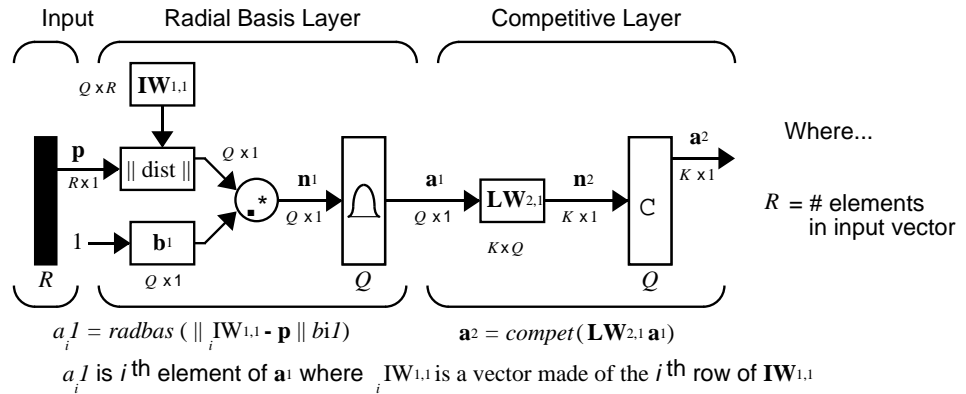 Input Radial Basis Layer Competitive Layer
Q x R IW1,1
p R x 1 || dist || Q x 1
n1 Q x 1
a1 Q x 1
LW2,1 K x Q
n2 K x 1
C
a2 K x 1
Where...
R = # elements
in input vector
.*
1 b1 Q x 1
R Q Q
ai1 = radbas ( || iIW1,1 - p || bi1)
a2 = compet( LW2,1 a1)
ai1 is i th element of a1 where iIW1,1 is a vector made of the i th row of IW1,1